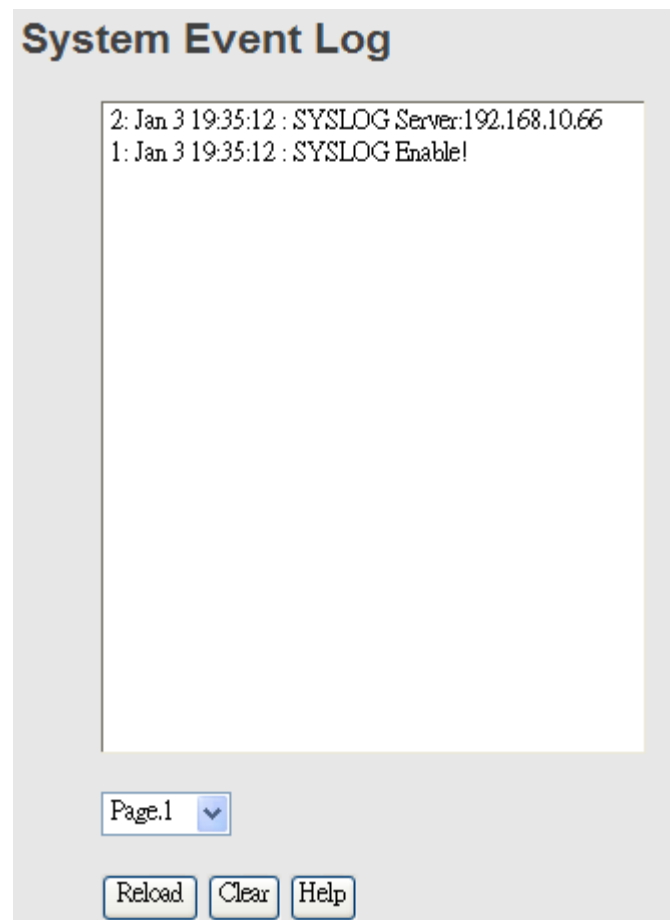 System Event Log
2: Jan 3 19:35:12 : SYSLOG Server:192.168.10.66
1: Jan 3 19:35:12 : SYSLOG Enable!
Page.1
Reload Clear Help